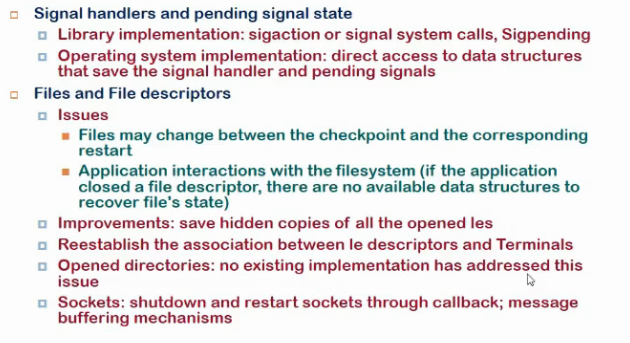 Signal handlers and pending signal state
Library implementation: sigaction or signal system calls, Sigpending
Operating system implementation: direct access to data structures
that save the signal handler and pending signals
Files and File descriptors
Issues
Files may change between the checkpoint and the corresponding
restart
Application interactions with the filesystem (if the application
closed a file descriptor, there are no available data structures to
recover file's state)
Improvements: save hidden copies of all the opened les
Reestablish the association between le descriptors and Terminals
Opened directories: no existing implementation has addressed this
issue
Sockets: shutdown and restart sockets through callback; message
buffering mechanisms